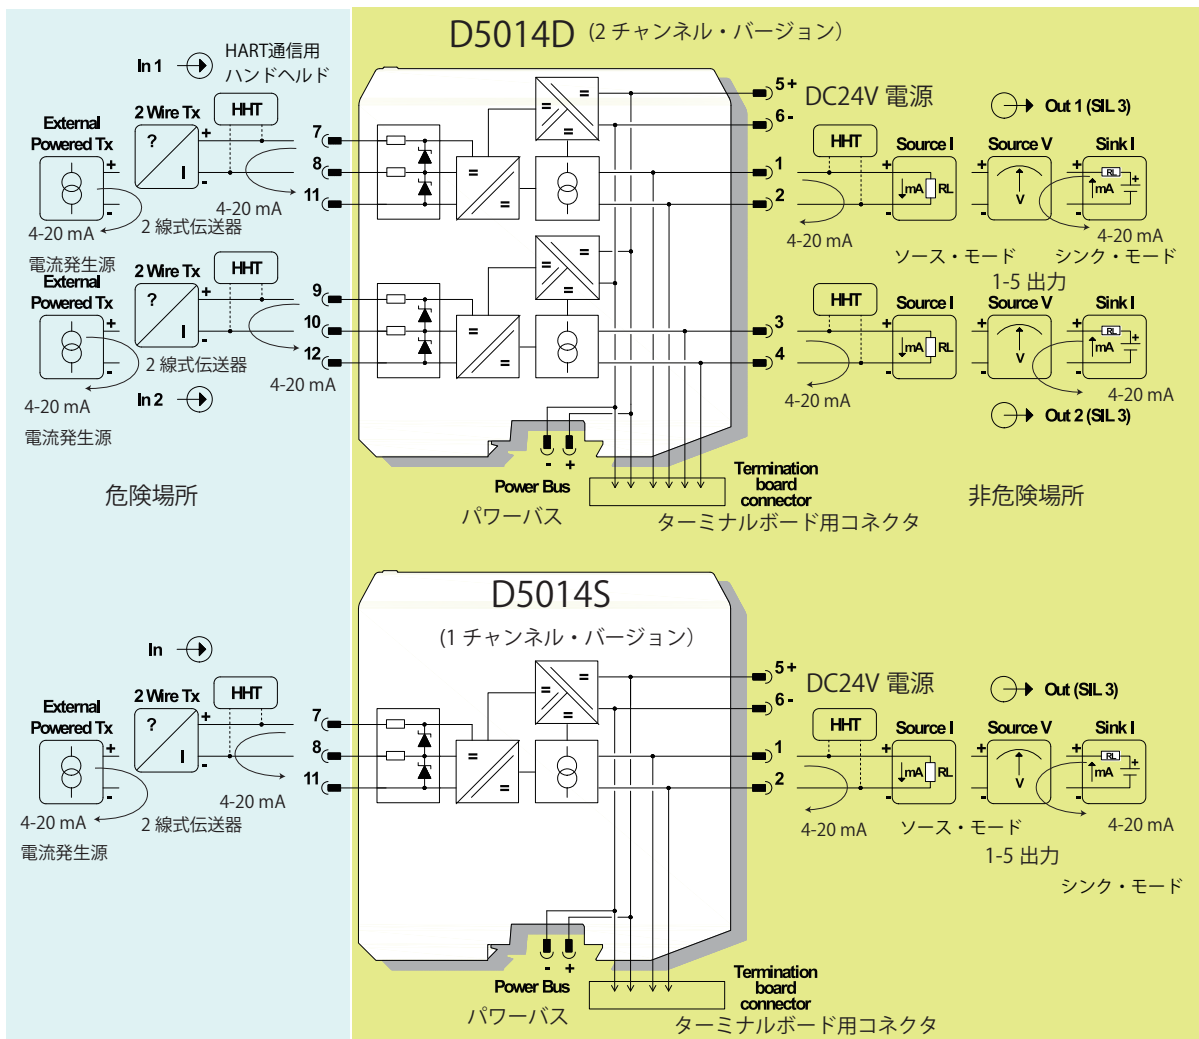 D5014D (2 チャンネル・バージョン)
In 1
HART通信用
ハンドヘルド
External
Powered Tx
+
-
4-20 mA
電流発生源
2 Wire Tx
?
I
+
-
2 線式伝送器
HHT
4-20 mA
7
8
11
=
=
=
=
5 +
6 -
DC24V 電源
1
2
HHT
4-20 mA
Out 1 (SIL 3)
Source I
+
-
mA
RL
ソース・モード
Source V
+
-
V
1-5 出力
Sink I
+
-
RL
mA
+
4-20 mA
シンク・モード
External
Powered Tx
+
-
4-20 mA
電流発生源
2 Wire Tx
?
I
+
-
2 線式伝送器
In 2
HHT
4-20 mA
9
10
12
=
=
=
=
3
4
HHT
4-20 mA
Source I
+
-
mA
RL
Source V
+
-
V
Sink I
+
-
RL
mA
+
4-20 mA
Out 2 (SIL 3)
- +
Power Bus
パワーバス
Termination
board
connector
ターミナルボード用コネクタ
危険場所
非危険場所
D5014S
(1 チャンネル・バージョン)
In
External
Powered Tx
+
-
4-20 mA
電流発生源
2 Wire Tx
?
I
+
-
2 線式伝送器
HHT
4-20 mA
7
8
11
=
=
=
=
5 +
6 -
DC24V 電源
1
2
HHT
4-20 mA
Out (SIL 3)
Source I
+
-
mA
RL
ソース・モード
Source V
+
-
V
1-5 出力
Sink I
+
-
RL
mA
+
4-20 mA
シンク・モード
- +
Power Bus
パワーバス
Termination
board
connector
ターミナルボード用コネクタ